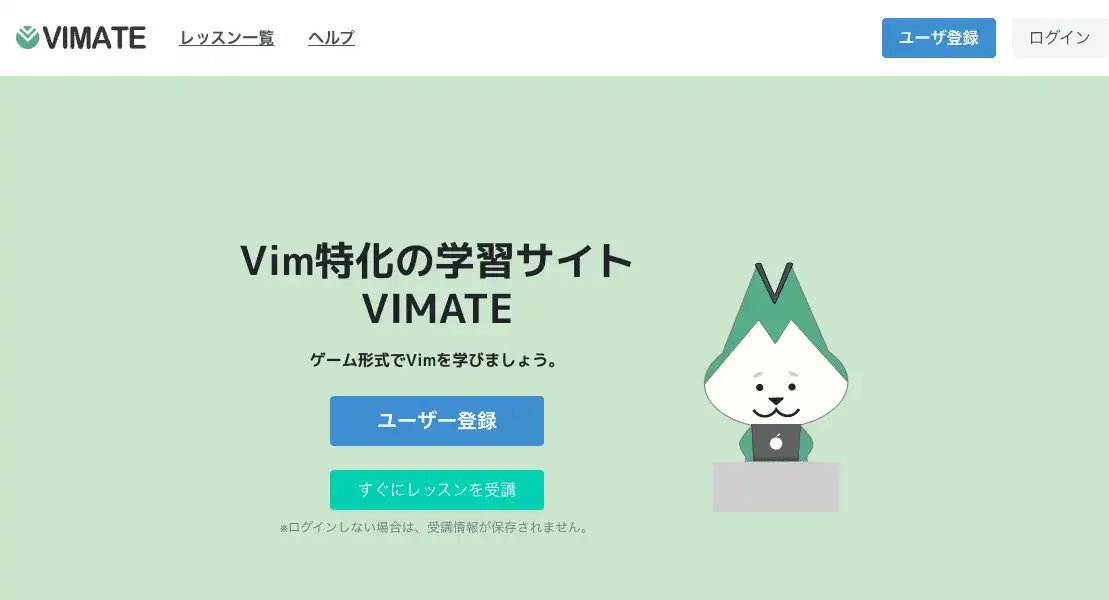 VIMATE
レッスン一覧
ヘルプ
ユーザ登録
ログイン
Vim特化の学習サイト
VIMATE
ゲーム形式でVimを学びましょう。
ユーザー登録
すぐにレッスンを受講
※ログインしない場合は、受講情報が保存されません。